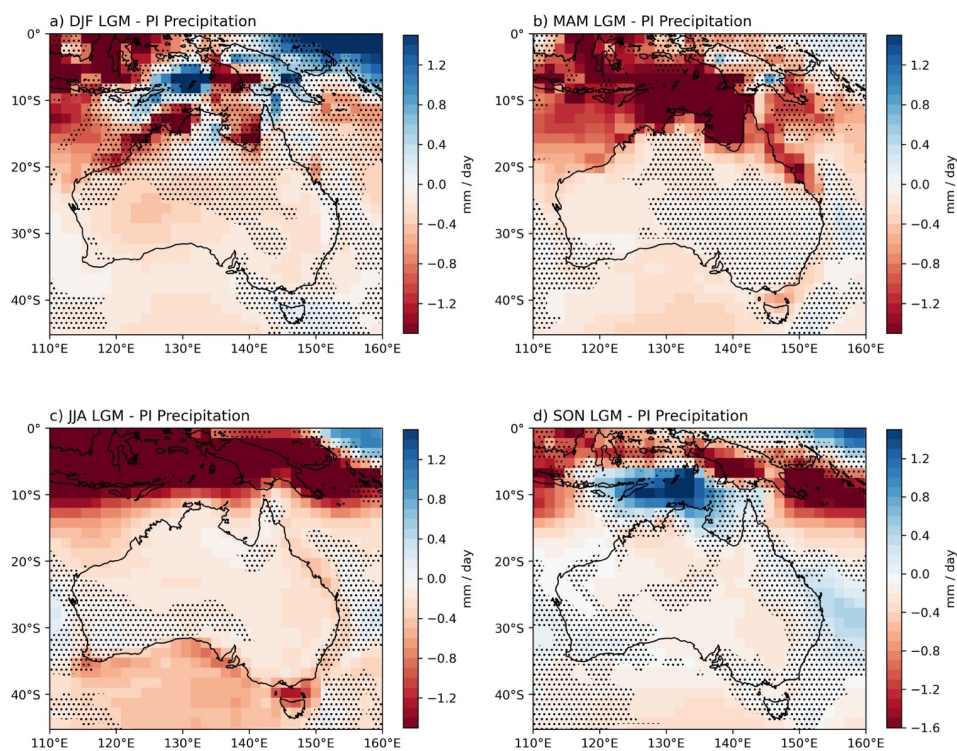 a) DJF LGM - PI Precipitation
0°
10°S
20°S
30°S
40°S
110°E 120°E 130°E 140°E 150°E 160°E
1.2
0.8
0.4
0.0
−0.4
−0.8
−1.2
mm / day
b) MAM LGM - PI Precipitation
0°
10°S
20°S
30°S
40°S
110°E 120°E 130°E 140°E 150°E 160°E
1.2
0.8
0.4
0.0
−0.4
−0.8
−1.2
mm / day
c) JJA LGM - PI Precipitation
0°
10°S
20°S
30°S
40°S
110°E 120°E 130°E 140°E 150°E 160°E
1.2
0.8
0.4
0.0
−0.4
−0.8
−1.2
mm / day
d) SON LGM - PI Precipitation
0°
10°S
20°S
30°S
40°S
110°E 120°E 130°E 140°E 150°E 160°E
1.2
0.8
0.4
0.0
−0.4
−0.8
−1.2
−1.6
mm / day